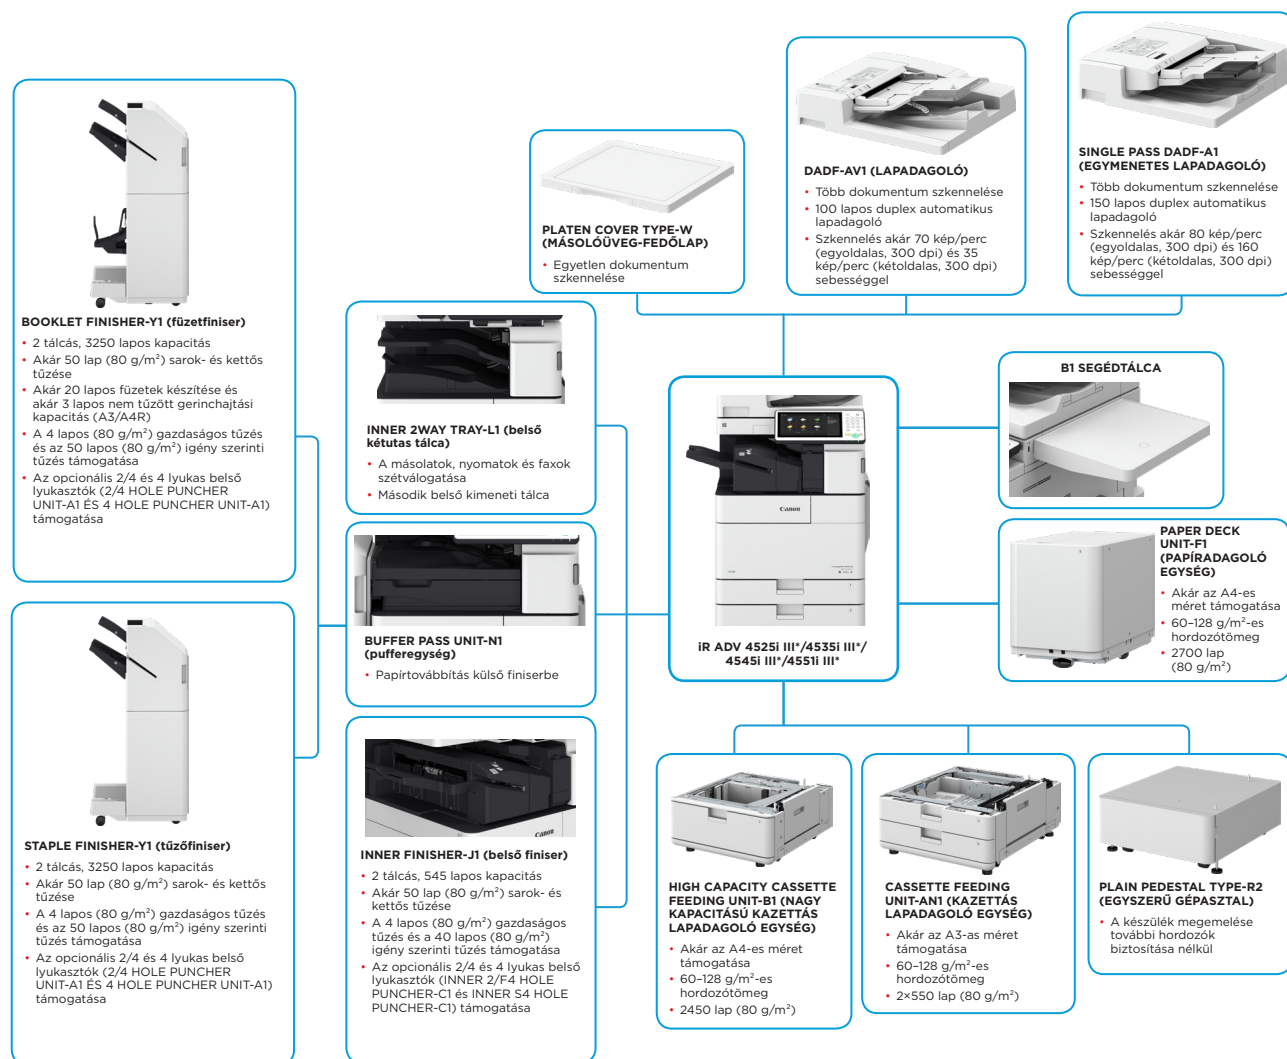 SINGLE PASS DADF-A1
(EGYMENETES LAPADAGOLÓ)
• Több dokumentum szkennelése
• 150 lapos duplex automatikus
lapadagoló
• Szkennelés akár 80 kép/perc
(egyoldalas, 300 dpi) és 160
kép/perc (kétoldalas, 300 dpi)
sebességgel
DADF-AV1 (LAPADAGOLÓ)
• Több dokumentum szkennelése
• 100 lapos duplex automatikus
lapadagoló
• Szkennelés akár 70 kép/perc
(egyoldalas, 300 dpi) és 35
kép/perc (kétoldalas, 300 dpi)
sebességgel
PLATEN COVER TYPE-W
(MÁSOLÓÜVEG-FEDŐLAP)
• Egyetlen dokumentum
szkennelése
BOOKLET FINISHER-Y1 (füzetfiniser)
• 2 tálcás, 3250 lapos kapacitás
• Akár 50 lap (80 g/m²) sarok- és kettős
tűzése
• Akár 20 lapos füzetek készítése és
akár 3 lapos nem tűzött gerinchajtási
kapacitás (A3/A4R)
• A 4 lapos (80 g/m²) gazdaságos tűzés
és az 50 lapos (80 g/m²) igény szerinti
tűzés támogatása
• Az opcionális 2/4 és 4 lyukas belső
lyukasztók (2/4 HOLE PUNCHER
UNIT-A1 ÉS 4 HOLE PUNCHER UNIT-A1)
támogatása
INNER 2WAY TRAY-L1 (belső
kétutas tálca)
• A másolatok, nyomatok és faxok
szétválogatása
• Második belső kimeneti tálca
B1 SEGÉDTÁLCA
Canon
iR ADV 4525i III*/4535i III*/
4545i III*/4551i III*
PAPER DECK
UNIT-F1
(PAPÍRADAGOLÓ
EGYSÉG)
• Akár az A4-es
méret támogatása
• 60–128 g/m²-es
hordozótömeg
• 2700 lap
(80 g/m²)
BUFFER PASS UNIT-N1
(pufferegység)
• Papírtovábbítás külső finiserbe
STAPLE FINISHER-Y1 (tűzőfiniser)
• 2 tálcás, 3250 lapos kapacitás
• Akár 50 lap (80 g/m²) sarok- és kettős
tűzése
• A 4 lapos (80 g/m²) gazdaságos tűzés
és az 50 lapos (80 g/m²) igény szerinti
tűzés támogatása
• Az opcionális 2/4 és 4 lyukas belső
lyukasztók (2/4 HOLE PUNCHER
UNIT-A1 ÉS 4 HOLE PUNCHER UNIT-A1)
támogatása
Canon
INNER FINISHER-J1 (belső finiser)
• 2 tálcás, 545 lapos kapacitás
• Akár 50 lap (80 g/m²) sarok- és
kettős tűzése
• A 4 lapos (80 g/m²) gazdaságos
tűzés és a 40 lapos (80 g/m²)
igény szerinti tűzés támogatása
• Az opcionális 2/4 és 4 lyukas belső
lyukasztók (INNER 2/F4 HOLE
PUNCHER-C1 és INNER S4 HOLE
PUNCHER-C1) támogatása
HIGH CAPACITY CASSETTE
FEEDING UNIT-B1 (NAGY
KAPACITÁSÚ KAZETTÁS
LAPADAGOLÓ EGYSÉG)
• Akár az A4-es méret
támogatása
• 60–128 g/m²-es
hordozótömeg
• 2450 lap (80 g/m²)
CASSETTE FEEDING
UNIT-AN1 (KAZETTÁS
LAPADAGOLÓ EGYSÉG)
• Akár az A3-as méret
támogatása
• 60–128 g/m²-es
hordozótömeg
• 2×550 lap (80 g/m²)
PLAIN PEDESTAL TYPE-R2
(EGYSZERŰ GÉPASZTAL)
• A készülék megemelése
további hordozók
biztosítása nélkül